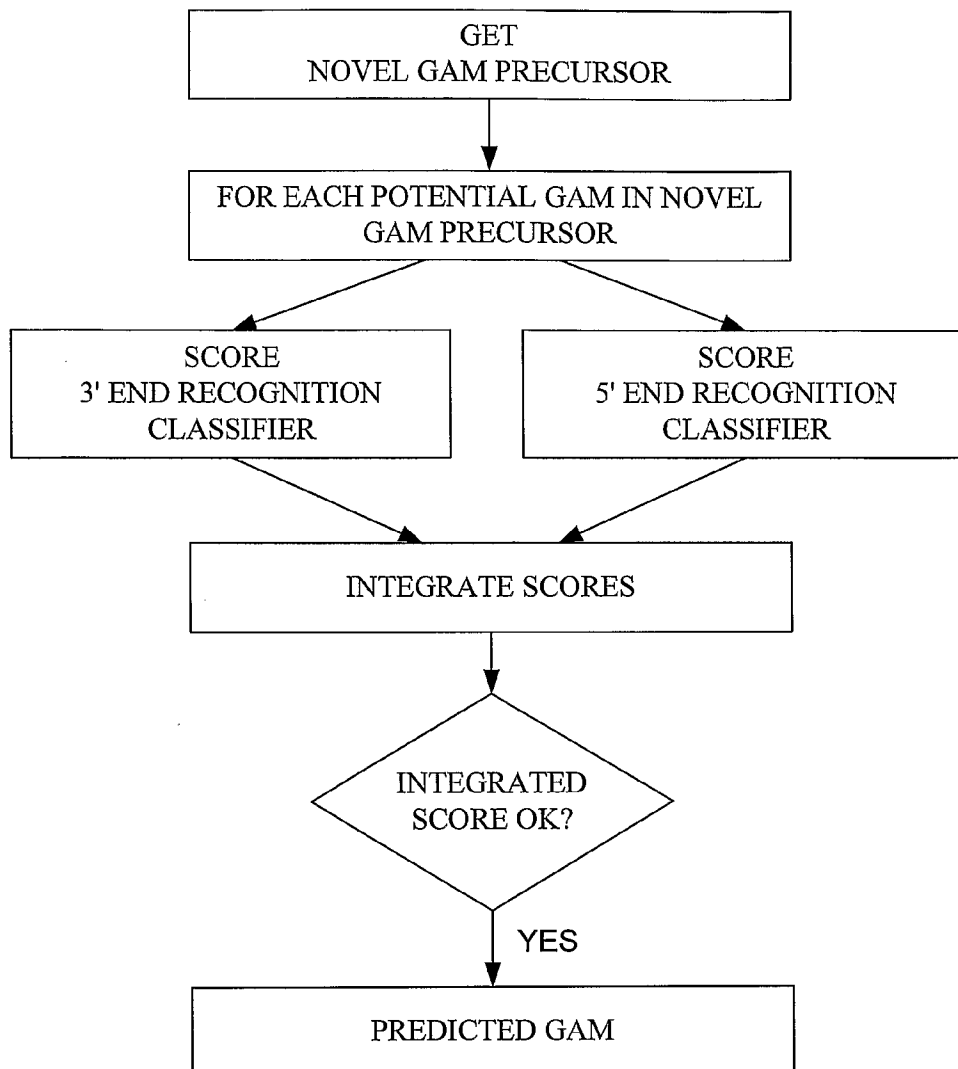 GET
NOVEL GAM PRECURSOR
FOR EACH POTENTIAL GAM IN NOVEL
GAM PRECURSOR
SCORE
3' END RECOGNITION
CLASSIFIER
SCORE
5' END RECOGNITION
CLASSIFIER
INTEGRATE SCORES
INTEGRATED
SCORE OK?
YES
PREDICTED GAM